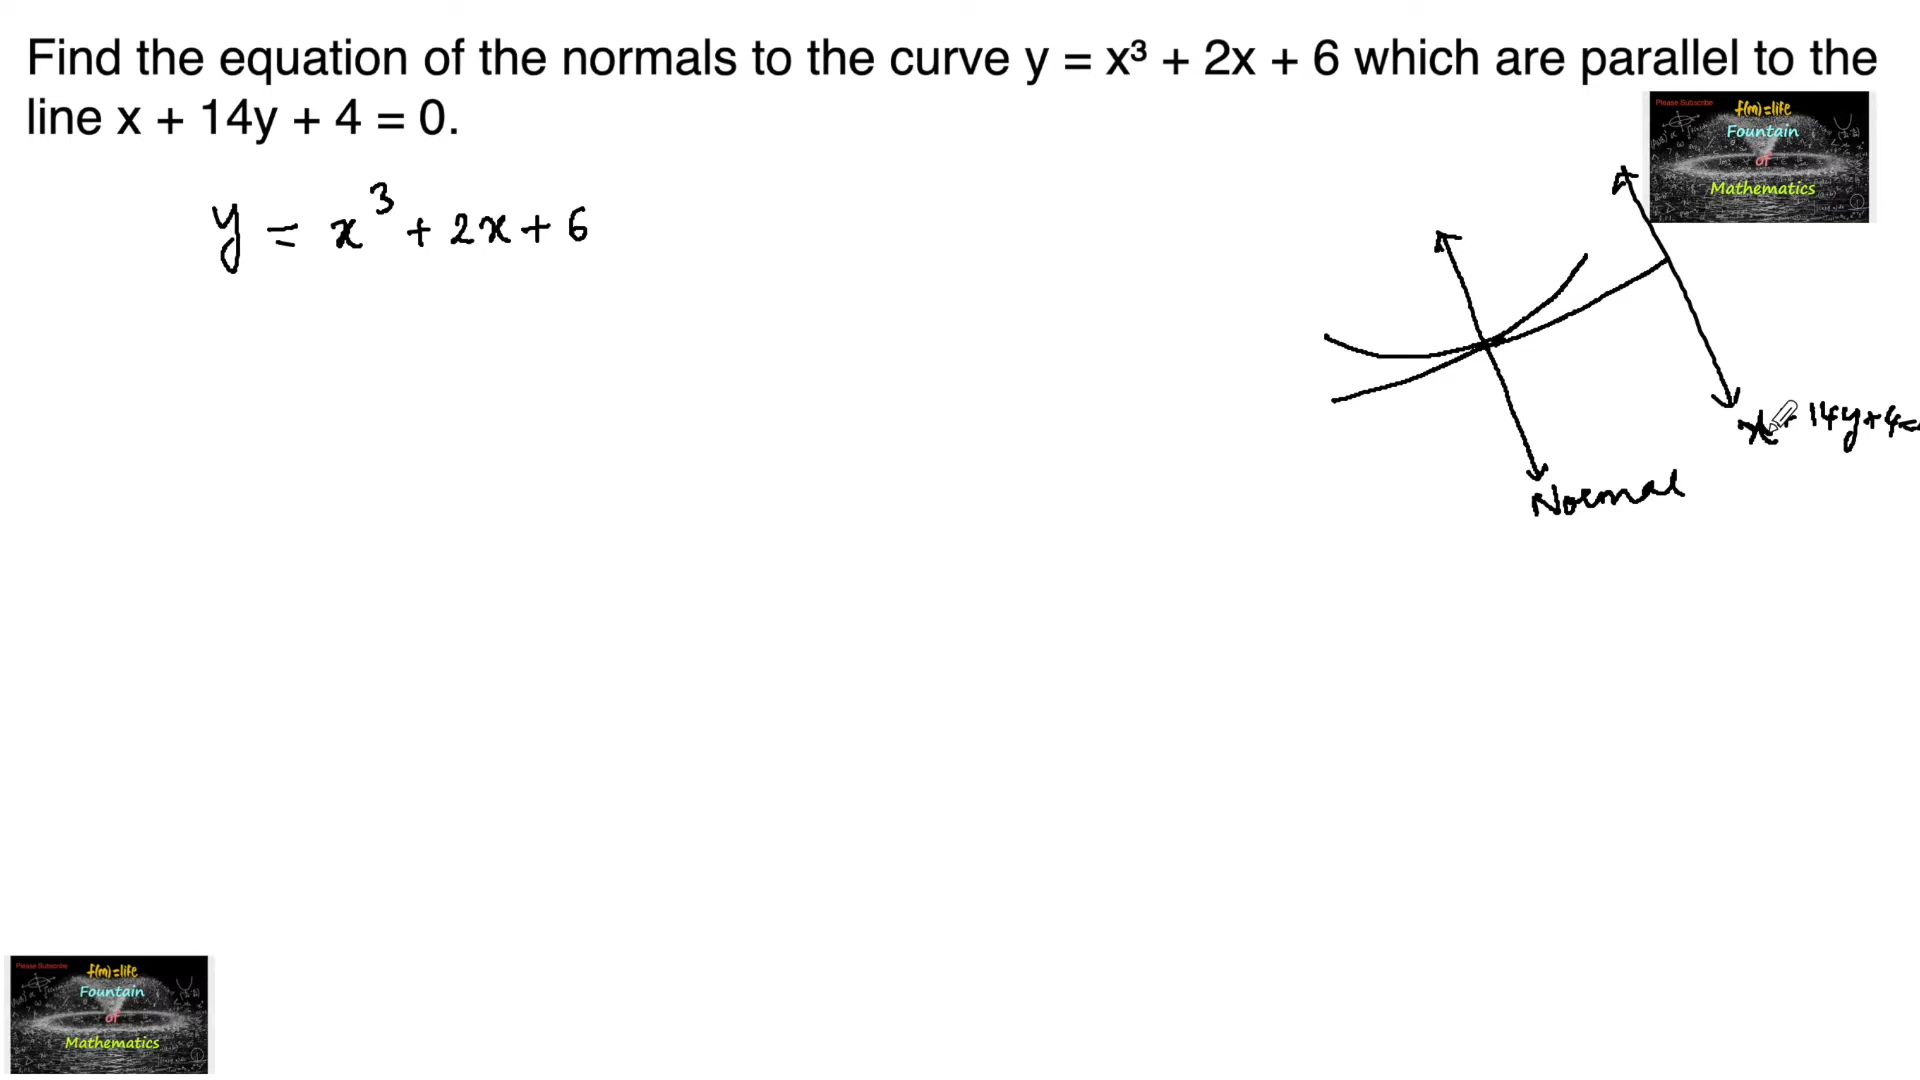 Find the equation of the normals to the curve y = x³ + 2x + 6 which are parallel to the
line x + 14y + 4 = 0.
Please Subscribe
f(m)=life
Fountain
of
Mathematics
y = x³ + 2x + 6
x + 14y + 4 =
Normal
Please Subscribe
f(m)=life
Fountain
of
Mathematics